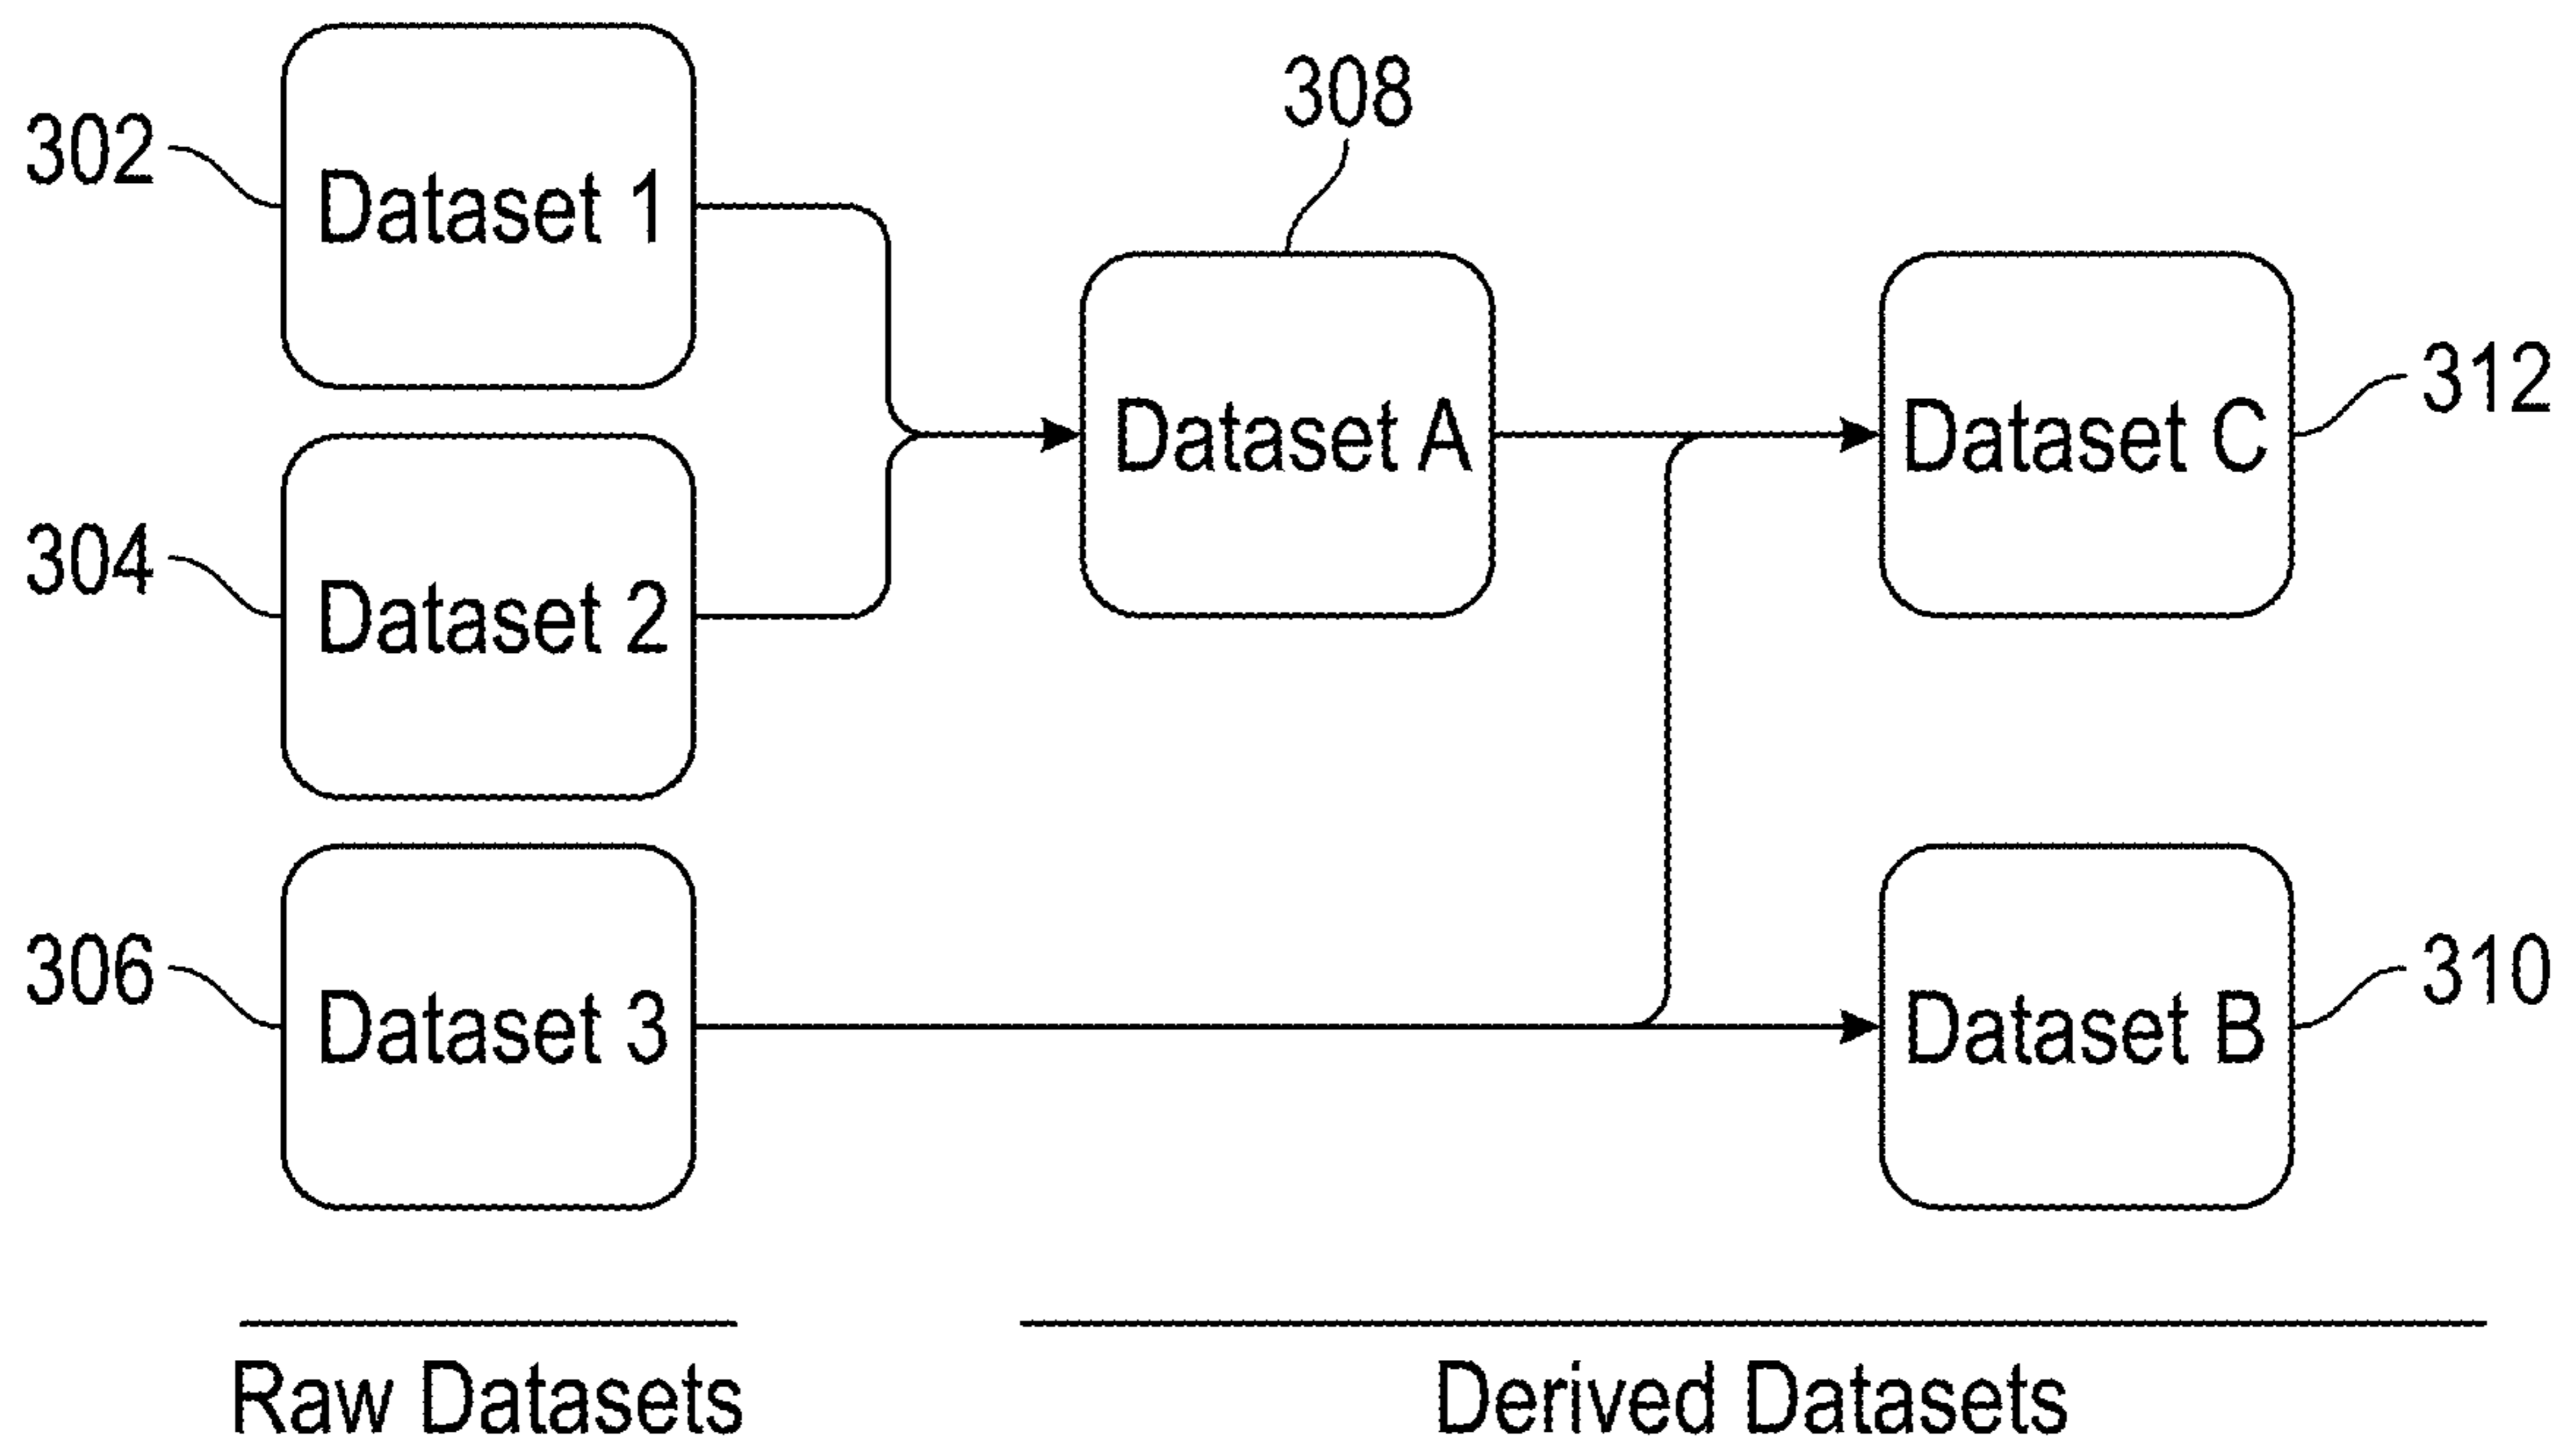 302
Dataset 1
308
304
Dataset 2
Dataset A
Dataset C
312
306
Dataset 3
Dataset B
310
Raw Datasets
Derived Datasets